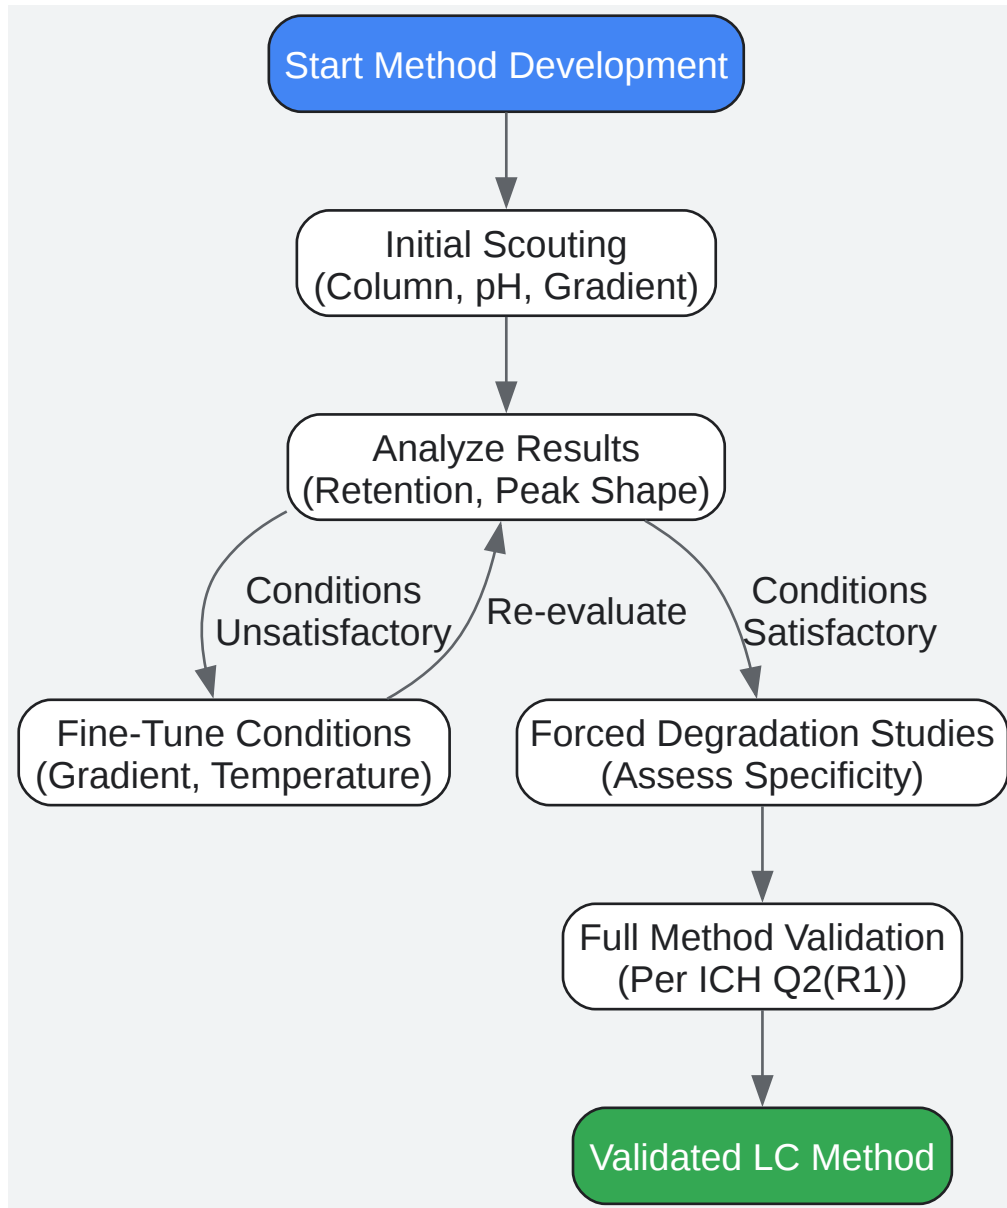 Start Method Development
Initial Scouting
(Column, pH, Gradient)
Analyze Results
(Retention, Peak Shape)
Conditions
Unsatisfactory
Re-evaluate
Conditions
Satisfactory
Fine-Tune Conditions
(Gradient, Temperature)
Forced Degradation Studies
(Assess Specificity)
Full Method Validation
(Per ICH Q2(R1))
Validated LC Method